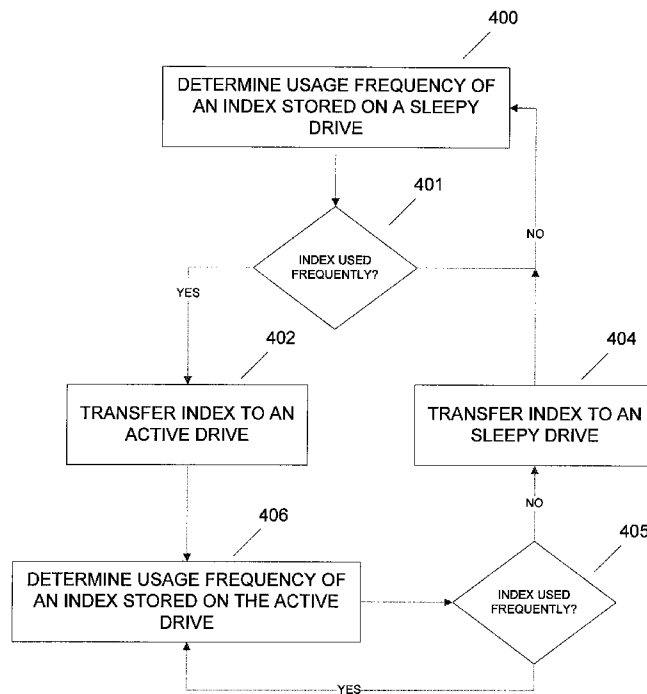 400
DETERMINE USAGE FREQUENCY OF
AN INDEX STORED ON A SLEEPY
DRIVE
401
INDEX USED
FREQUENTLY?
NO
YES
402
404
TRANSFER INDEX TO AN
ACTIVE DRIVE
TRANSFER INDEX TO AN
SLEEPY DRIVE
NO
406
405
DETERMINE USAGE FREQUENCY OF
AN INDEX STORED ON THE ACTIVE
DRIVE
INDEX USED
FREQUENTLY?
YES